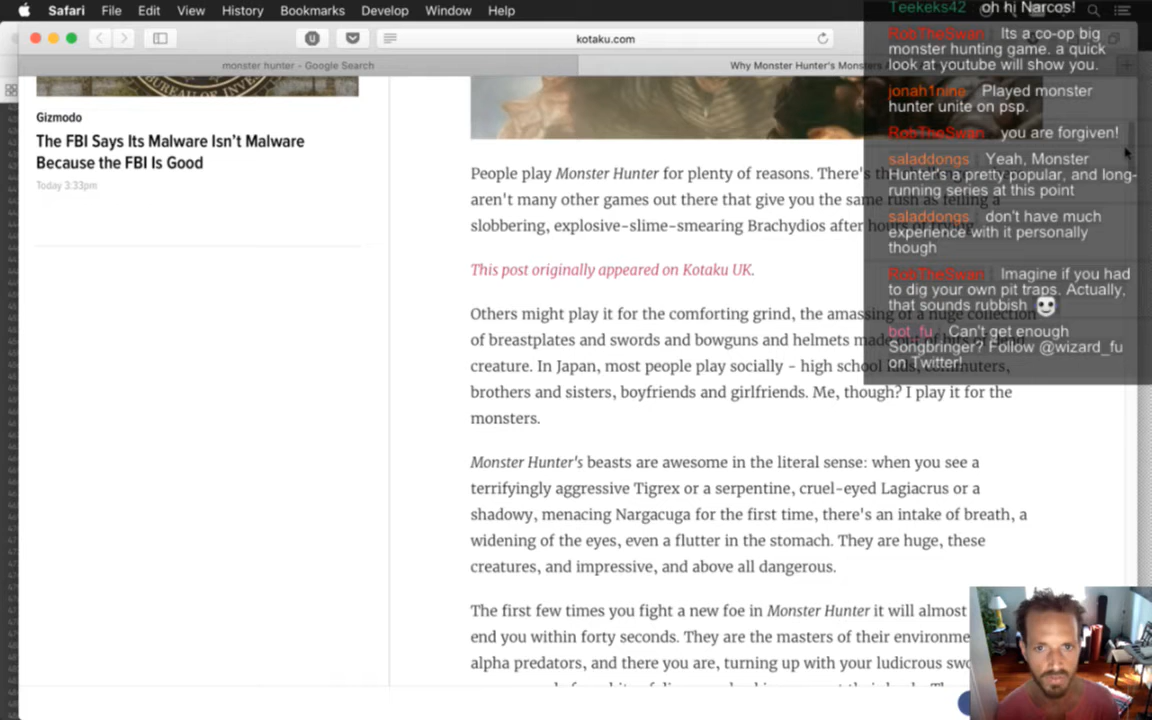 Safari File Edit View History Bookmarks Develop Window Help
kotaku.com
monster hunter - Google Search
Why Monster Hunter's Monsters
BUREAU OF INVE
Gizmodo
The FBI Says Its Malware Isn't Malware
Because the FBI Is Good
Today 3:33pm
People play Monster Hunter for plenty of reasons. There's
aren't many other games out there that give you the same rush as felling a
slobbering, explosive-slime-smearing Brachydios after hours of
This post originally appeared on Kotaku UK.
Others might play it for the comforting grind, the amassing of a huge collection
of breastplates and swords and bowguns and helmets made out of bits of dead
creature. In Japan, most people play socially - high school kids, commuters,
brothers and sisters, boyfriends and girlfriends. Me, though? I play it for the
monsters.
Monster Hunter's beasts are awesome in the literal sense: when you see a
terrifyingly aggressive Tigrex or a serpentine, cruel-eyed Lagiacrus or a
shadowy, menacing Nargacuga for the first time, there's an intake of breath, a
widening of the eyes, even a flutter in the stomach. They are huge, these
creatures, and impressive, and above all dangerous.
The first few times you fight a new foe in Monster Hunter it will almost
end you within forty seconds. They are the masters of their environme
alpha predators, and there you are, turning up with your ludicrous swo
Teekeks42 oh hi Narcos!
RobTheSwan Its a co-op big
monster hunting game. a quick
look at youtube will show you.
jonah1nine Played monster
hunter unite on psp.
RobTheSwan you are forgiven!
saladdongs Yeah, Monster
Hunter's a pretty popular, and long-
running series at this point
saladdongs don't have much
experience with it personally
though
RobTheSwan Imagine if you had
to dig your own pit traps. Actually,
that sounds rubbish
bot_fu Can't get enough
Songbringer? Follow @wizard_fu
on Twitter!